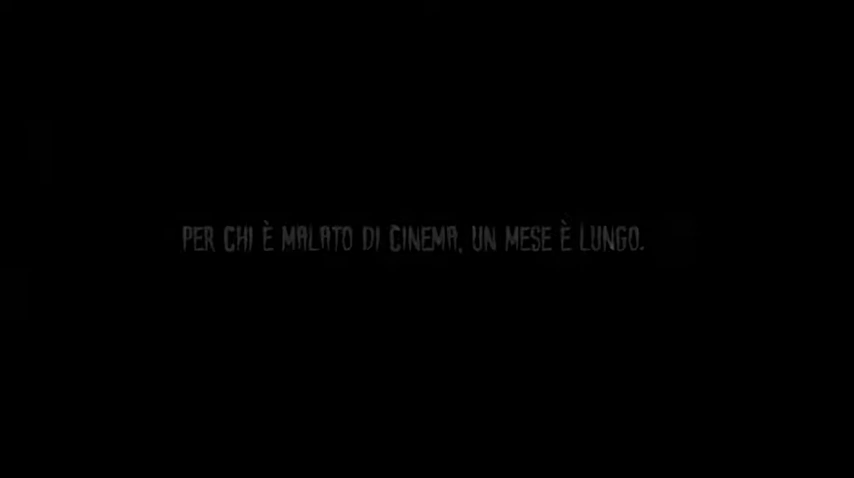 PER CHI È MALATO DI CINEMA, UN MESE È LUNGO.